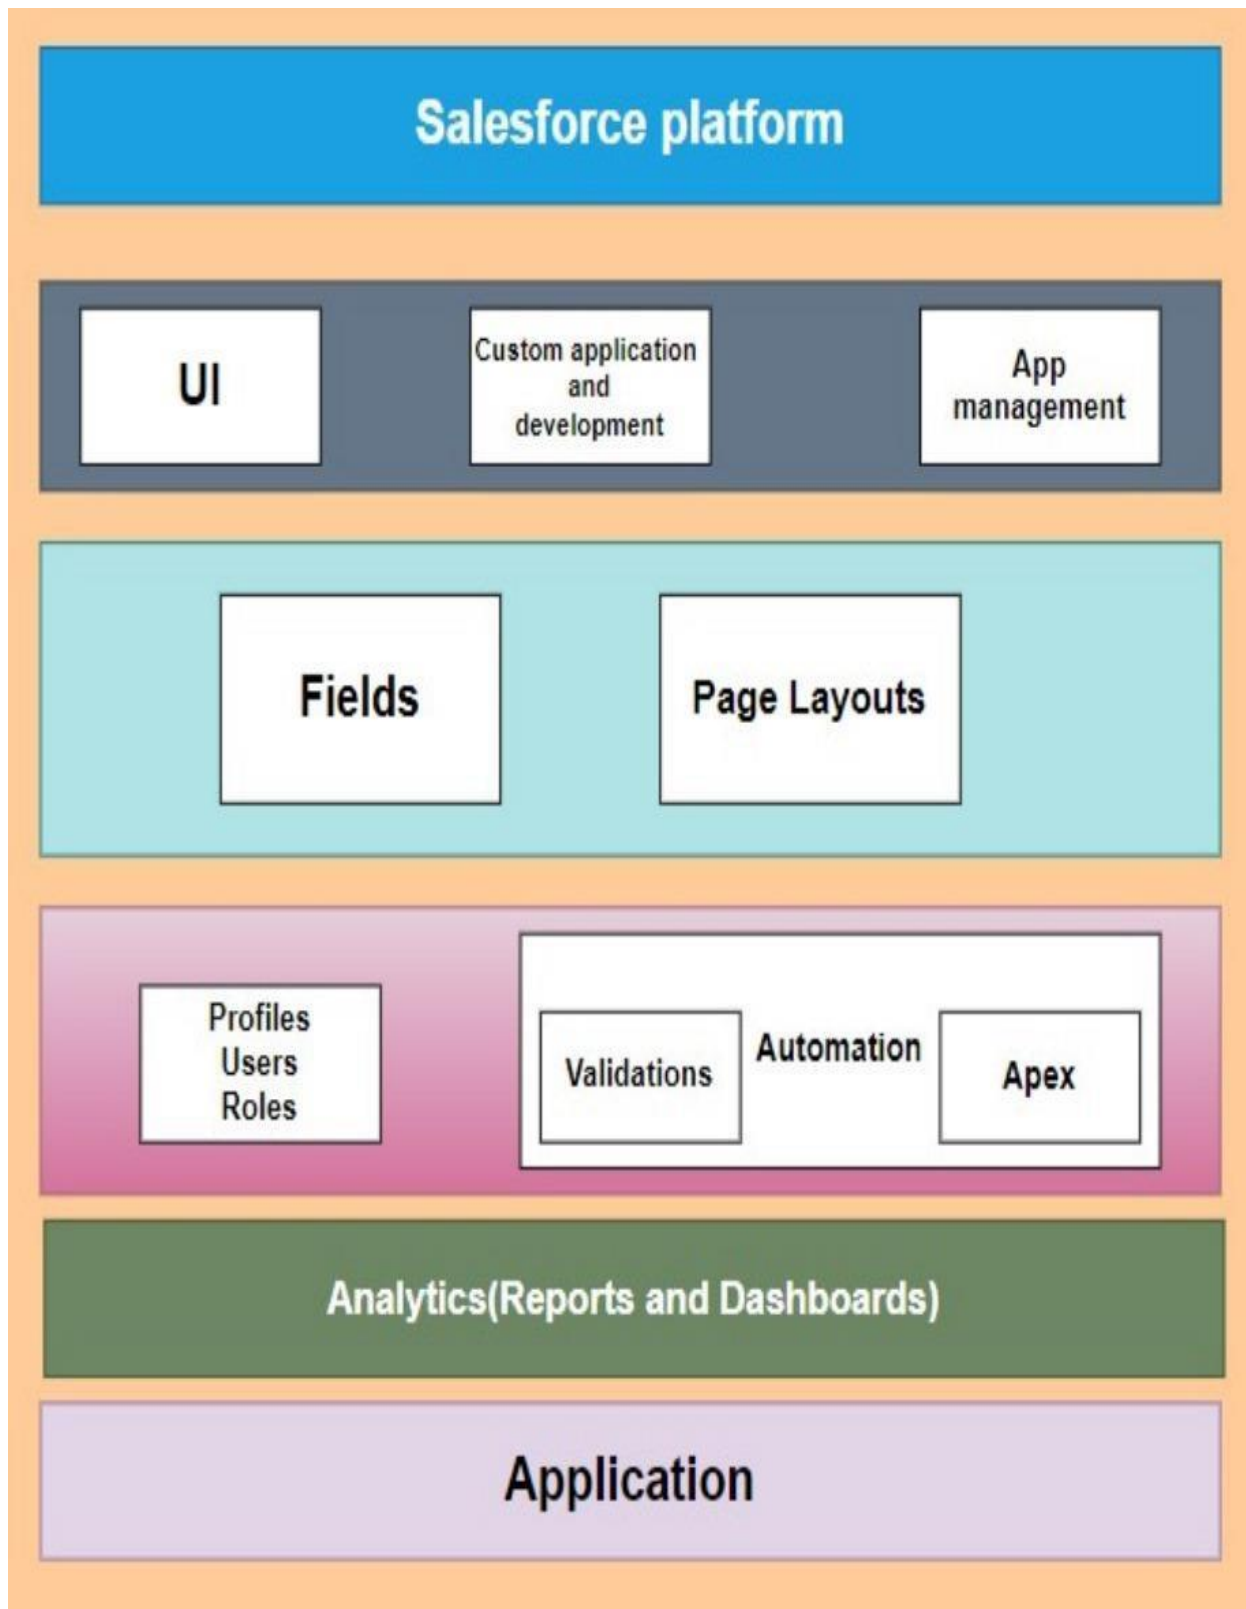 Salesforce platform
UI
Custom application
and
development
App
management
Fields
Page Layouts
Profiles
Users
Roles
Validations
Automation
Apex
Analytics(Reports and Dashboards)
Application